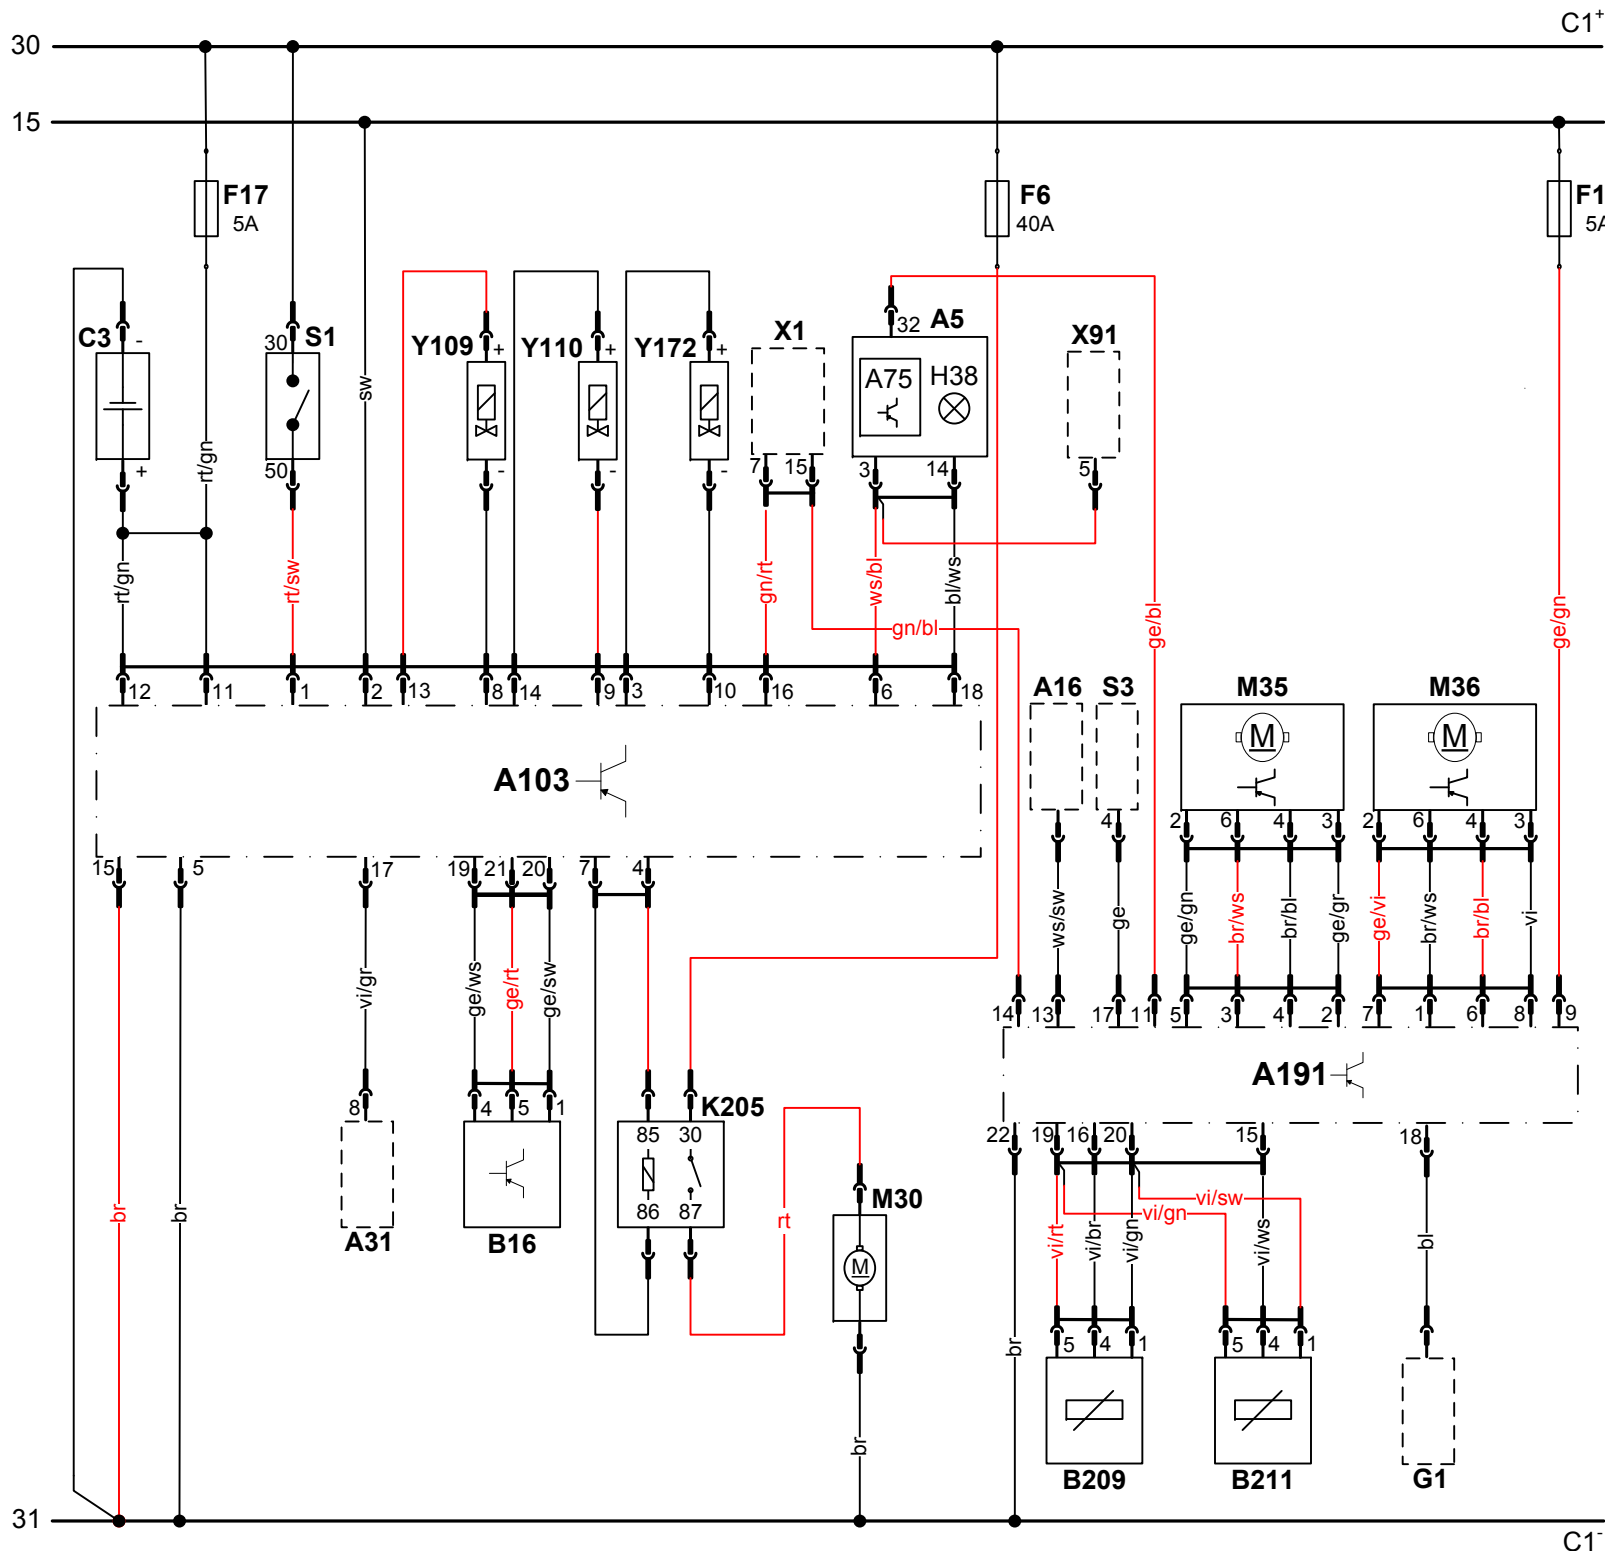 C1+
30
15
F17
5A
F6
40A
F1
5A
C3 -
30 S1
Y109 +
Y110 +
Y172 +
X1
32 A5
X91
A75 H38
sw
+
50
-
-
-
7 15
3 14
5
rt/gn
rt/gn
rt/sw
gn/rt
ws/bl
bl/ws
gn/bl
ge/bl
ge/gn
12 11 1 2 13 8 14 9 3 10 16 6 18
A16 S3 M35 M36
M M
A103
4 2 6 4 3 2 6 4 3
15 5 17 19 21 20 7 4
ws/sw
ge
ge/gn
br/ws
br/bl
ge/gr
ge/vi
br/ws
br/bl
vi
vi/gr
ge/ws
ge/rt
ge/sw
14 13 17 11 5 3 4 2 7 1 6 8 9
A191
8 4 5 1 K205
85 30
86 87
22 19 16 20 15 18
br
br
A31
B16
rt
M30
M
vi/sw
vi/gn
vi/rt
vi/br
vi/gn
vi/ws
bl
br
5 4 1 5 4 1
br
B209 B211 G1
31
C1-